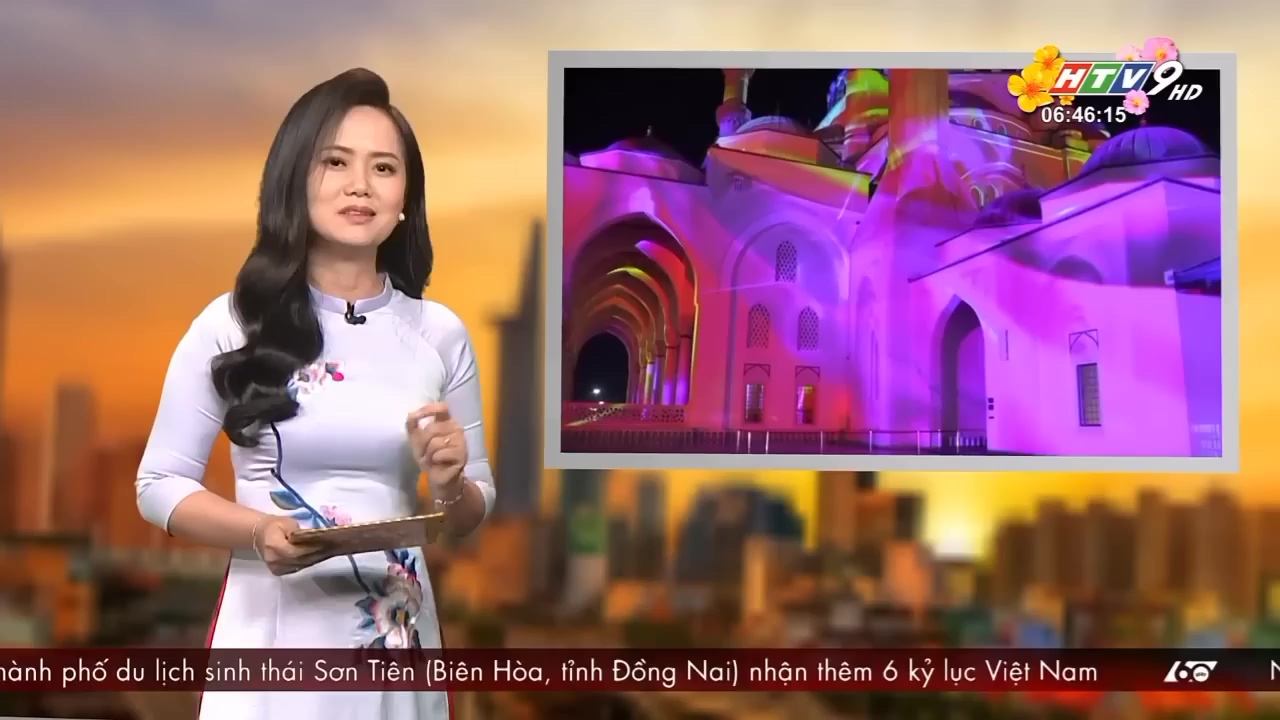 HTV9 HD
06:46:15
hành phố du lịch sinh thái Sơn Tiên (Biên Hòa, tỉnh Đồng Nai) nhận thêm 6 kỷ lục Việt Nam 60 N